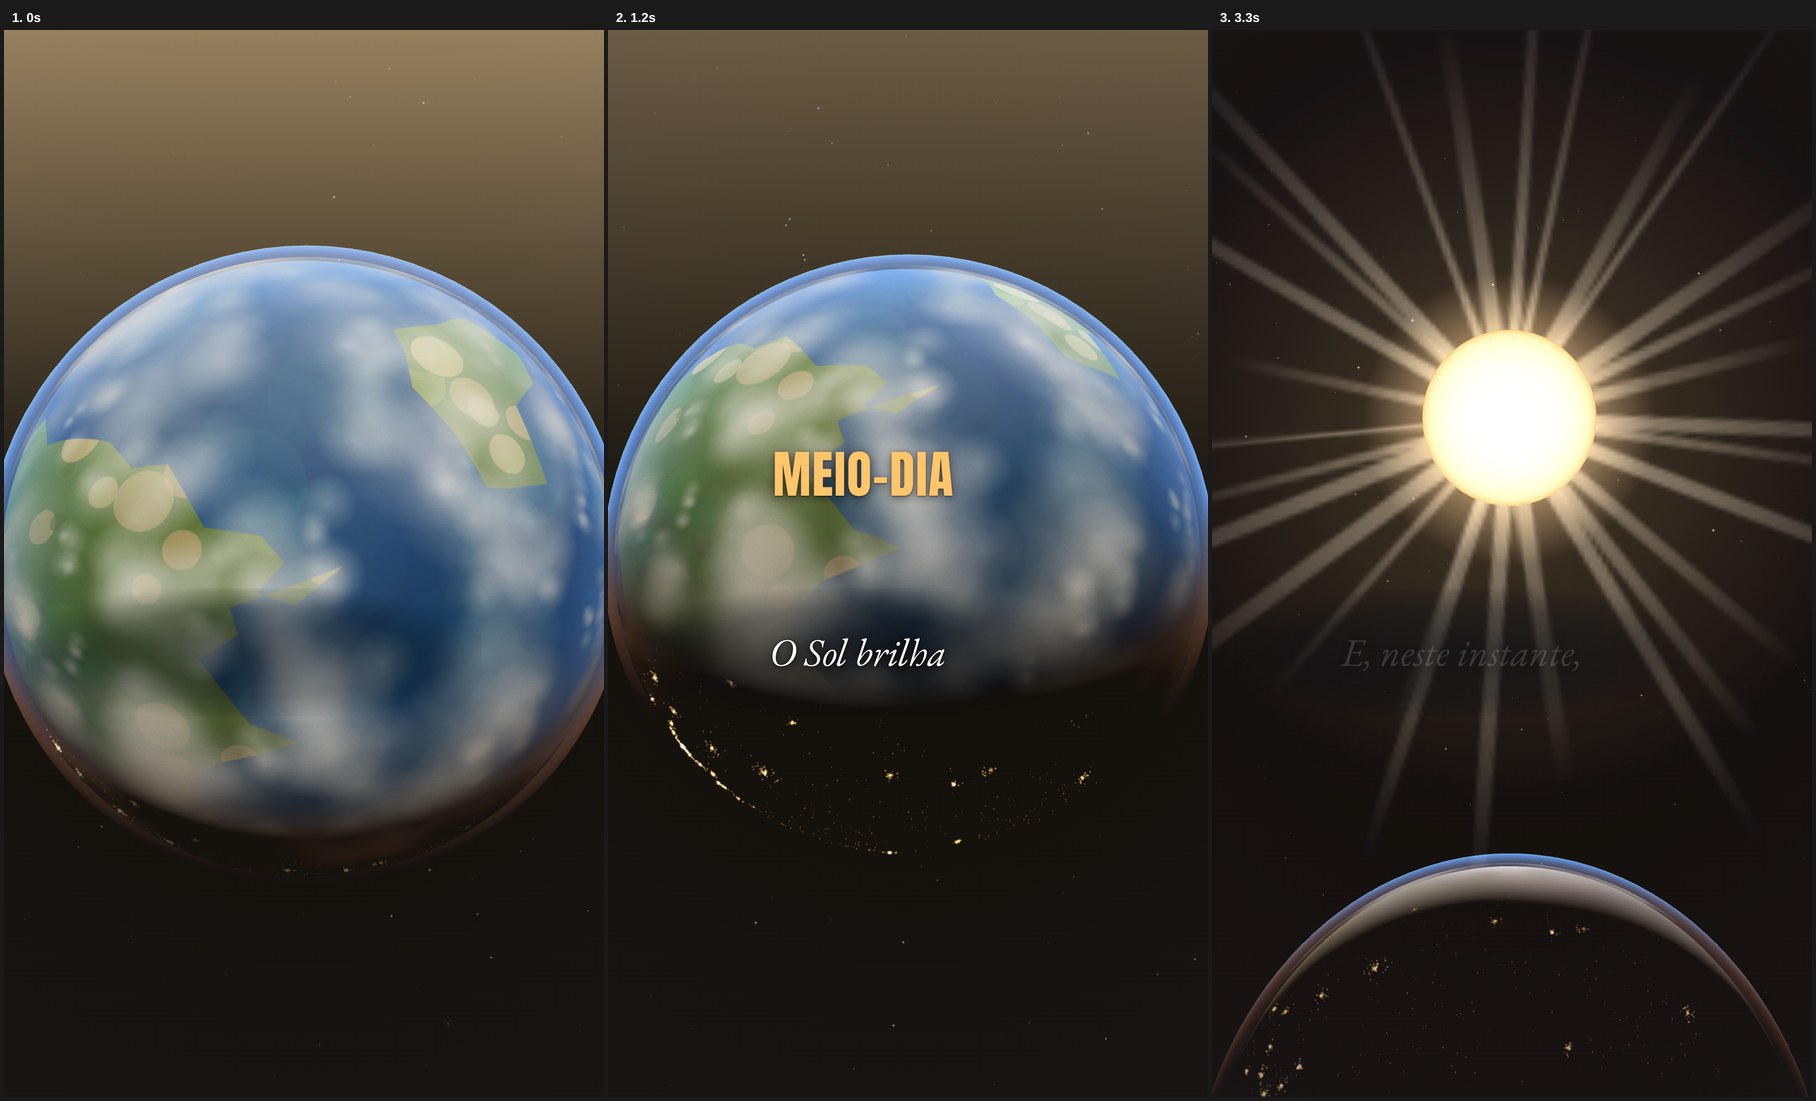 1. 0s
2. 1.2s
3. 3.3s
MEIO-DIA
O Sol brilha
E, neste instante,